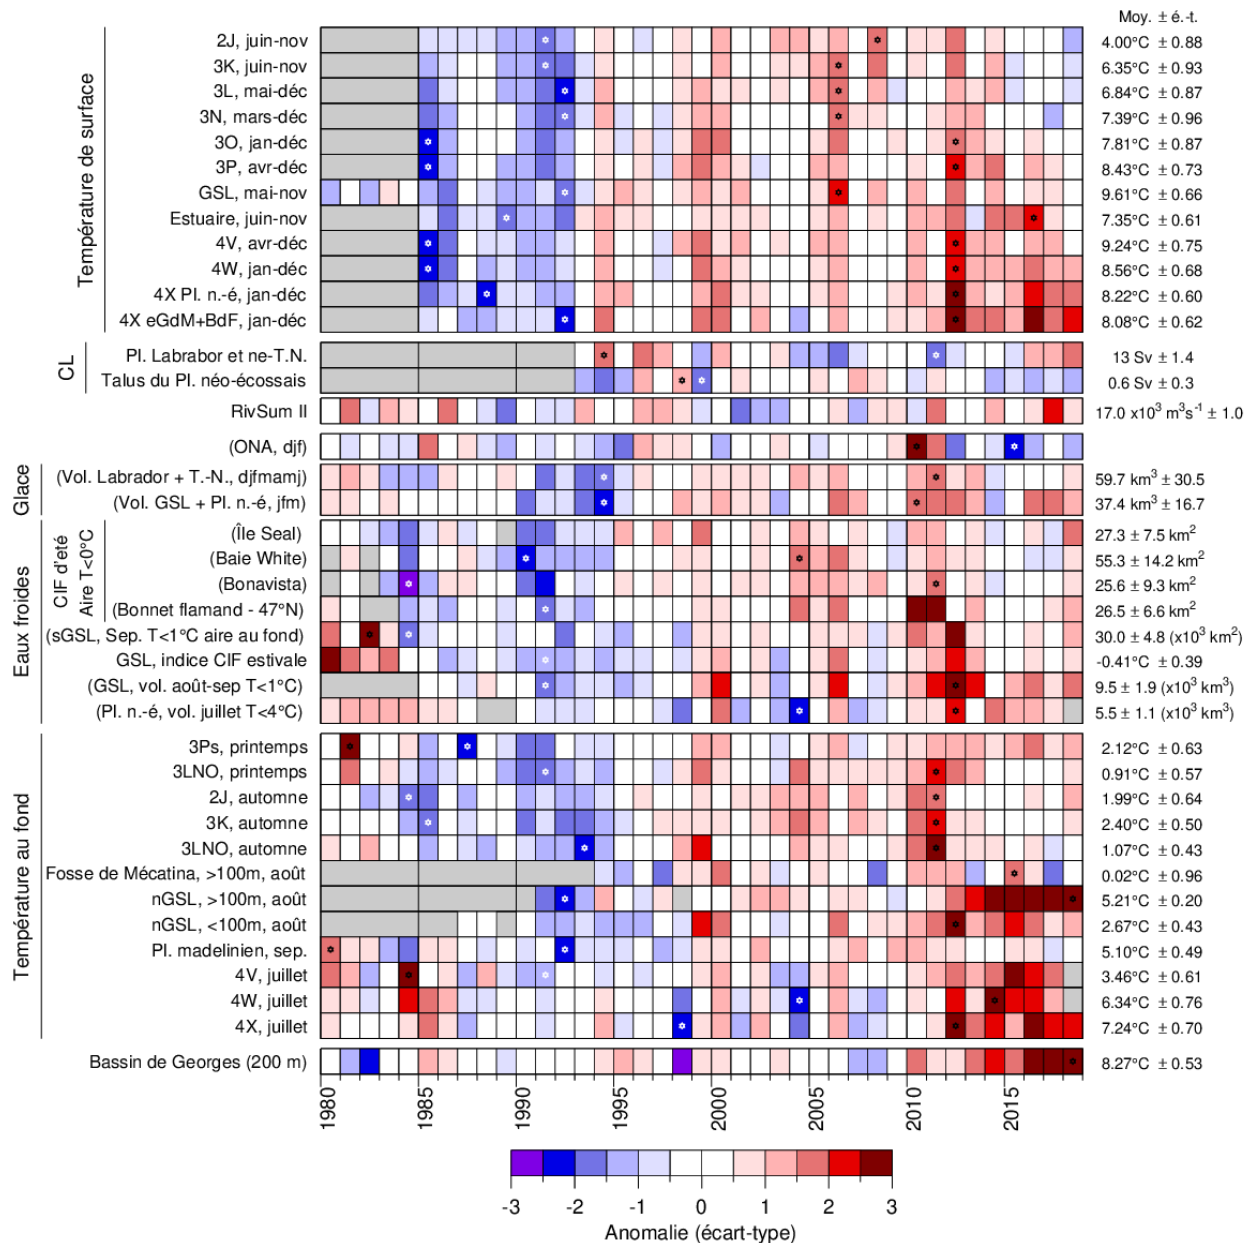 Moy. ± é.-t.
Température de surface
2J, juin-nov 4.00°C ± 0.88
3K, juin-nov 6.35°C ± 0.93
3L, mai-déc 6.84°C ± 0.87
3N, mars-déc 7.39°C ± 0.96
3O, jan-déc 7.81°C ± 0.87
3P, avr-déc 8.43°C ± 0.73
GSL, mai-nov 9.61°C ± 0.66
Estuaire, juin-nov 7.35°C ± 0.61
4V, avr-déc 9.24°C ± 0.75
4W, jan-déc 8.56°C ± 0.68
4X Pl. n.-é, jan-déc 8.22°C ± 0.60
4X eGdM+BdF, jan-déc 8.08°C ± 0.62
CL
Pl. Labrabor et ne-T.N. 13 Sv ± 1.4
Talus du Pl. néo-écossais 0.6 Sv ± 0.3
RivSum II 17.0 x10³ m³s⁻¹ ± 1.0
(ONA, djf)
Glace
(Vol. Labrador + T.-N., djfmamj) 59.7 km³ ± 30.5
(Vol. GSL + Pl. n.-é, jfm) 37.4 km³ ± 16.7
Eaux froides
CIF d'eté
Aire T<0°C
(Île Seal) 27.3 ± 7.5 km²
(Baie White) 55.3 ± 14.2 km²
(Bonavista) 25.6 ± 9.3 km²
(Bonnet flamand - 47°N) 26.5 ± 6.6 km²
(sGSL, Sep. T<1°C aire au fond) 30.0 ± 4.8 (x10³ km²)
GSL, indice CIF estivale -0.41°C ± 0.39
(GSL, vol. août-sep T<1°C) 9.5 ± 1.9 (x10³ km³)
(Pl. n.-é, vol. juillet T<4°C) 5.5 ± 1.1 (x10³ km³)
Température au fond
3Ps, printemps 2.12°C ± 0.63
3LNO, printemps 0.91°C ± 0.57
2J, automne 1.99°C ± 0.64
3K, automne 2.40°C ± 0.50
3LNO, automne 1.07°C ± 0.43
Fosse de Mécatina, >100m, août 0.02°C ± 0.96
nGSL, >100m, août 5.21°C ± 0.20
nGSL, <100m, août 2.67°C ± 0.43
Pl. madelinien, sep. 5.10°C ± 0.49
4V, juillet 3.46°C ± 0.61
4W, juillet 6.34°C ± 0.76
4X, juillet 7.24°C ± 0.70
Bassin de Georges (200 m) 8.27°C ± 0.53
1980 1985 1990 1995 2000 2005 2010 2015
-3 -2 -1 0 1 2 3
Anomalie (écart-type)